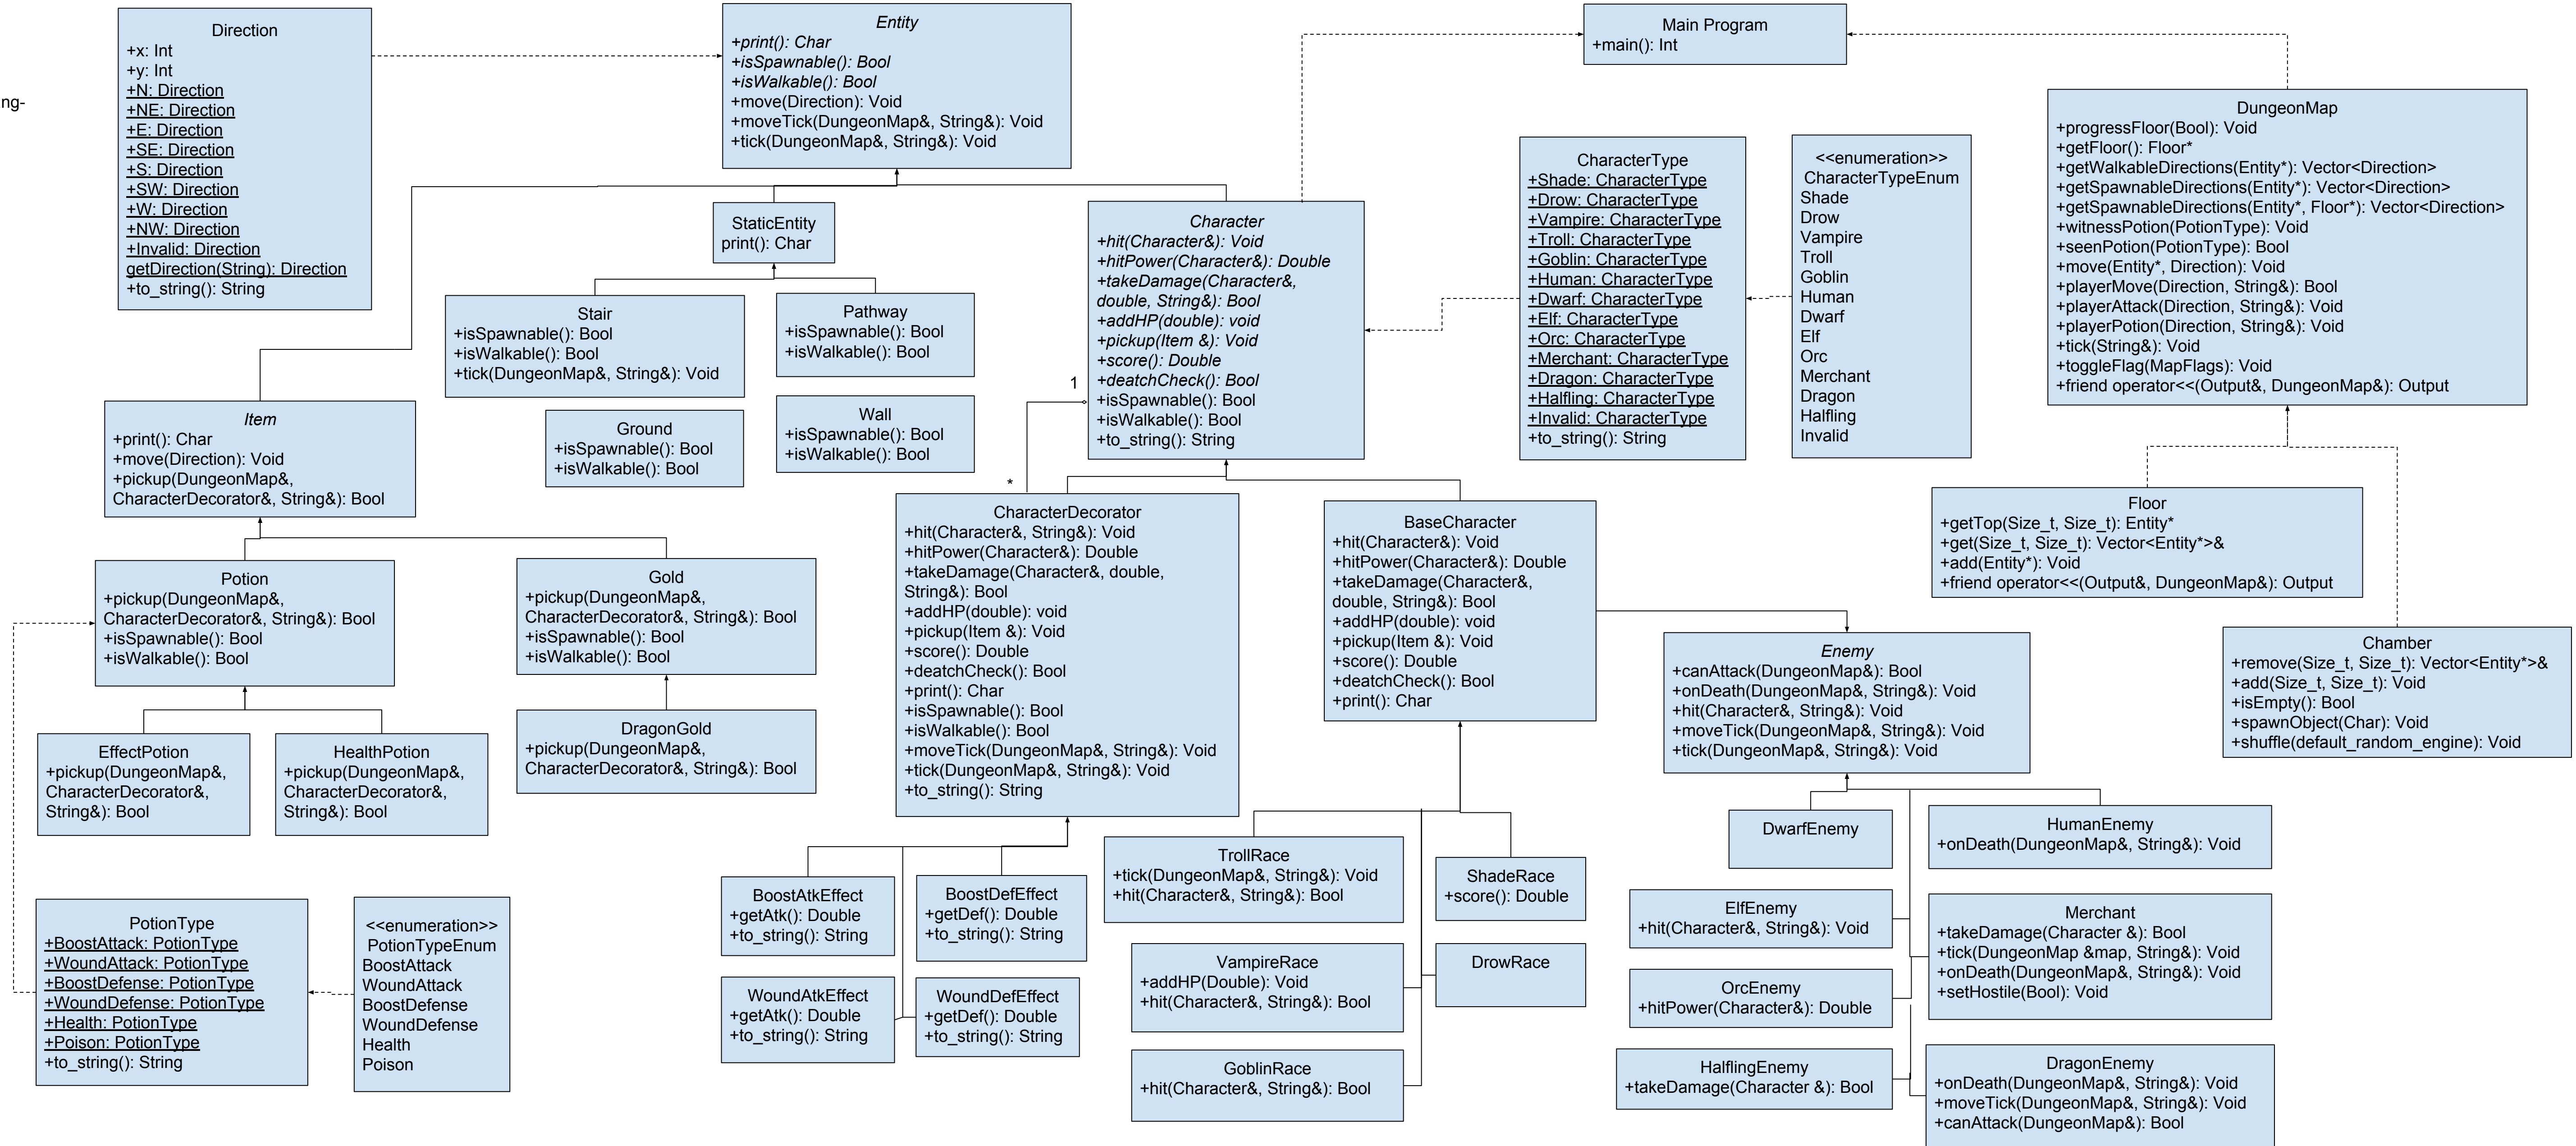 ng-
Direction
+x: Int
+y: Int
+N: Direction
+NE: Direction
+E: Direction
+SE: Direction
+S: Direction
+SW: Direction
+W: Direction
+NW: Direction
+Invalid: Direction
getDirection(String): Direction
+to_string(): String
Entity
+print(): Char
+isSpawnable(): Bool
+isWalkable(): Bool
+move(Direction): Void
+moveTick(DungeonMap&, String&): Void
+tick(DungeonMap&, String&): Void
Main Program
+main(): Int
DungeonMap
+progressFloor(Bool): Void
+getFloor(): Floor*
+getWalkableDirections(Entity*): Vector<Direction>
+getSpawnableDirections(Entity*): Vector<Direction>
+getSpawnableDirections(Entity*, Floor*): Vector<Direction>
+witnessPotion(PotionType): Void
+seenPotion(PotionType): Bool
+move(Entity*, Direction): Void
+playerMove(Direction, String&): Bool
+playerAttack(Direction, String&): Void
+playerPotion(Direction, String&): Void
+tick(String&): Void
+toggleFlag(MapFlags): Void
+friend operator<<(Output&, DungeonMap&): Output
CharacterType
+Shade: CharacterType
+Drow: CharacterType
+Vampire: CharacterType
+Troll: CharacterType
+Goblin: CharacterType
+Human: CharacterType
+Dwarf: CharacterType
+Elf: CharacterType
+Orc: CharacterType
+Merchant: CharacterType
+Dragon: CharacterType
+Halfling: CharacterType
+Invalid: CharacterType
+to_string(): String
<<enumeration>>
CharacterTypeEnum
Shade
Drow
Vampire
Troll
Goblin
Human
Dwarf
Elf
Orc
Merchant
Dragon
Halfling
Invalid
StaticEntity
print(): Char
Character
+hit(Character&): Void
+hitPower(Character&): Double
+takeDamage(Character&,
double, String&): Bool
+addHP(double): void
+pickup(Item &): Void
+score(): Double
+deatchCheck(): Bool
+isSpawnable(): Bool
+isWalkable(): Bool
+to_string(): String
1
*
Stair
+isSpawnable(): Bool
+isWalkable(): Bool
+tick(DungeonMap&, String&): Void
Pathway
+isSpawnable(): Bool
+isWalkable(): Bool
Ground
+isSpawnable(): Bool
+isWalkable(): Bool
Wall
+isSpawnable(): Bool
+isWalkable(): Bool
Item
+print(): Char
+move(Direction): Void
+pickup(DungeonMap&,
CharacterDecorator&, String&): Bool
Potion
+pickup(DungeonMap&,
CharacterDecorator&, String&): Bool
+isSpawnable(): Bool
+isWalkable(): Bool
Gold
+pickup(DungeonMap&,
CharacterDecorator&, String&): Bool
+isSpawnable(): Bool
+isWalkable(): Bool
CharacterDecorator
+hit(Character&, String&): Void
+hitPower(Character&): Double
+takeDamage(Character&, double,
String&): Bool
+addHP(double): void
+pickup(Item &): Void
+score(): Double
+deatchCheck(): Bool
+print(): Char
+isSpawnable(): Bool
+isWalkable(): Bool
+moveTick(DungeonMap&, String&): Void
+tick(DungeonMap&, String&): Void
+to_string(): String
BaseCharacter
+hit(Character&): Void
+hitPower(Character&): Double
+takeDamage(Character&,
double, String&): Bool
+addHP(double): void
+pickup(Item &): Void
+score(): Double
+deatchCheck(): Bool
+print(): Char
Floor
+getTop(Size_t, Size_t): Entity*
+get(Size_t, Size_t): Vector<Entity*>&
+add(Entity*): Void
+friend operator<<(Output&, DungeonMap&): Output
Enemy
+canAttack(DungeonMap&): Bool
+onDeath(DungeonMap&, String&): Void
+hit(Character&, String&): Void
+moveTick(DungeonMap&, String&): Void
+tick(DungeonMap&, String&): Void
Chamber
+remove(Size_t, Size_t): Vector<Entity*>&
+add(Size_t, Size_t): Void
+isEmpty(): Bool
+spawnObject(Char): Void
+shuffle(default_random_engine): Void
EffectPotion
+pickup(DungeonMap&,
CharacterDecorator&,
String&): Bool
HealthPotion
+pickup(DungeonMap&,
CharacterDecorator&,
String&): Bool
DragonGold
+pickup(DungeonMap&,
CharacterDecorator&, String&): Bool
PotionType
+BoostAttack: PotionType
+WoundAttack: PotionType
+BoostDefense: PotionType
+WoundDefense: PotionType
+Health: PotionType
+Poison: PotionType
+to_string(): String
<<enumeration>>
PotionTypeEnum
BoostAttack
WoundAttack
BoostDefense
WoundDefense
Health
Poison
BoostAtkEffect
+getAtk(): Double
+to_string(): String
BoostDefEffect
+getDef(): Double
+to_string(): String
WoundAtkEffect
+getAtk(): Double
+to_string(): String
WoundDefEffect
+getDef(): Double
+to_string(): String
TrollRace
+tick(DungeonMap&, String&): Void
+hit(Character&, String&): Bool
ShadeRace
+score(): Double
VampireRace
+addHP(Double): Void
+hit(Character&, String&): Bool
DrowRace
GoblinRace
+hit(Character&, String&): Bool
DwarfEnemy
HumanEnemy
+onDeath(DungeonMap&, String&): Void
ElfEnemy
+hit(Character&, String&): Void
Merchant
+takeDamage(Character &): Bool
+tick(DungeonMap &map, String&): Void
+onDeath(DungeonMap&, String&): Void
+setHostile(Bool): Void
OrcEnemy
+hitPower(Character&): Double
HalflingEnemy
+takeDamage(Character &): Bool
DragonEnemy
+onDeath(DungeonMap&, String&): Void
+moveTick(DungeonMap&, String&): Void
+canAttack(DungeonMap&): Bool